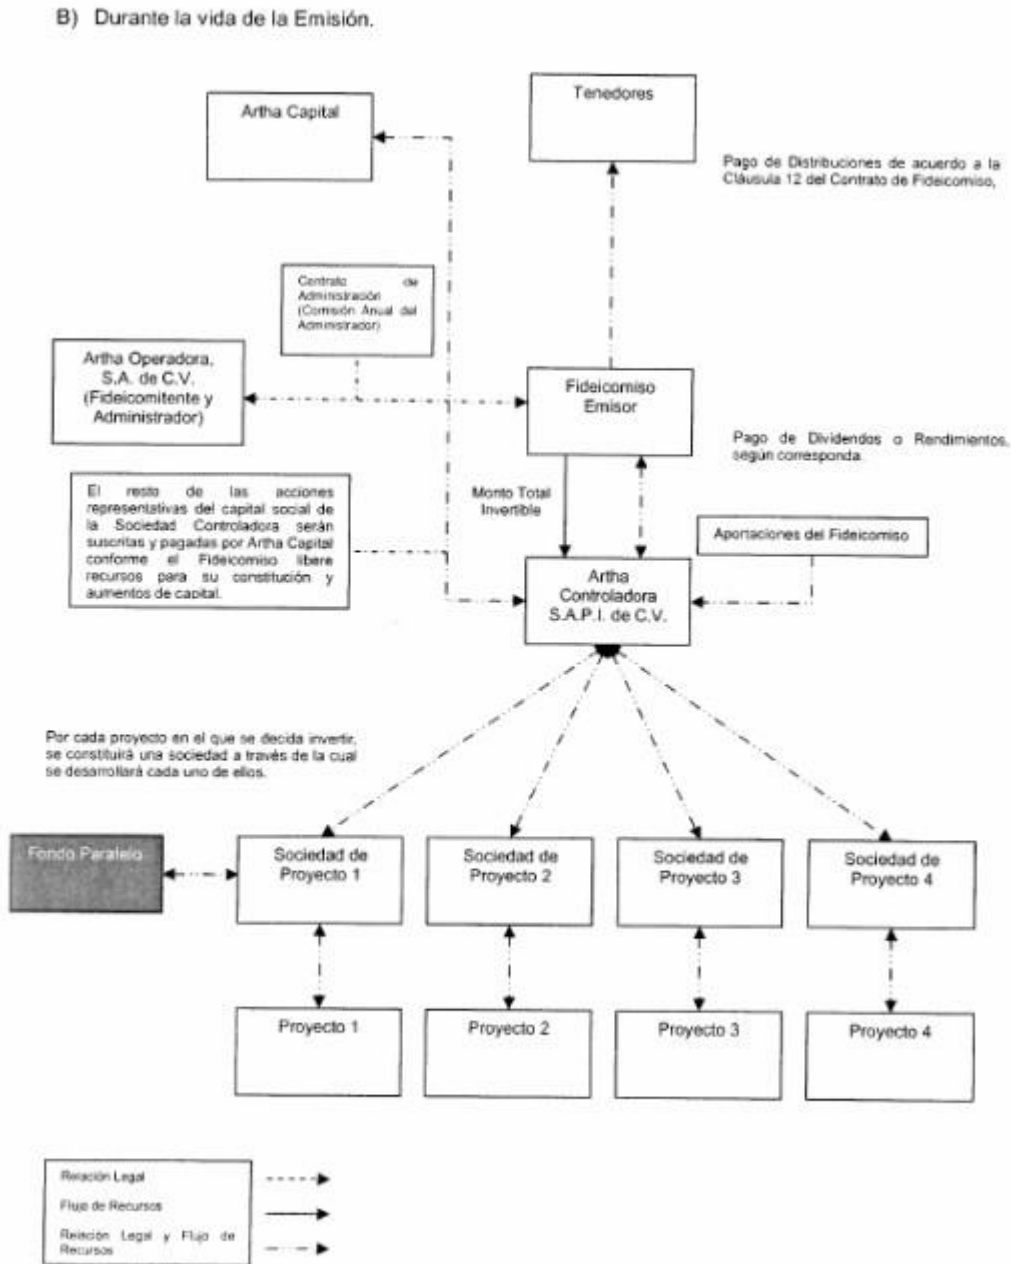 B) Durante la vida de la Emisión.
Artha Capital
Tenedores
Pago de Distribuciones de acuerdo a la
Cláusula 12 del Contrato de Fideicomiso,
Contrato de
Administración
(Comisión Anual del
Administrador)
Artha Operadora,
S.A. de C.V.
(Fideicomitente y
Administrador)
Fideicomiso
Emisor
Pago de Dividendos o Rendimientos,
según corresponda
El resto de las acciones
representativas del capital social de
la Sociedad Controladora serán
suscritas y pagadas por Artha Capital
conforme el Fideicomiso libere
recursos para su constitución y
aumentos de capital.
Monto Total
Invertible
Aportaciones del Fideicomiso
Artha
Controladora
S.A.P.I. de C.V.
Por cada proyecto en el que se decida invertir,
se constituirá una sociedad a través de la cual
se desarrollará cada uno de ellos.
Fondo Paralelo
Sociedad de
Proyecto 1
Sociedad de
Proyecto 2
Sociedad de
Proyecto 3
Sociedad de
Proyecto 4
Proyecto 1
Proyecto 2
Proyecto 3
Proyecto 4
Relación Legal
Flujo de Recursos
Relación Legal y Flujo de
Recursos